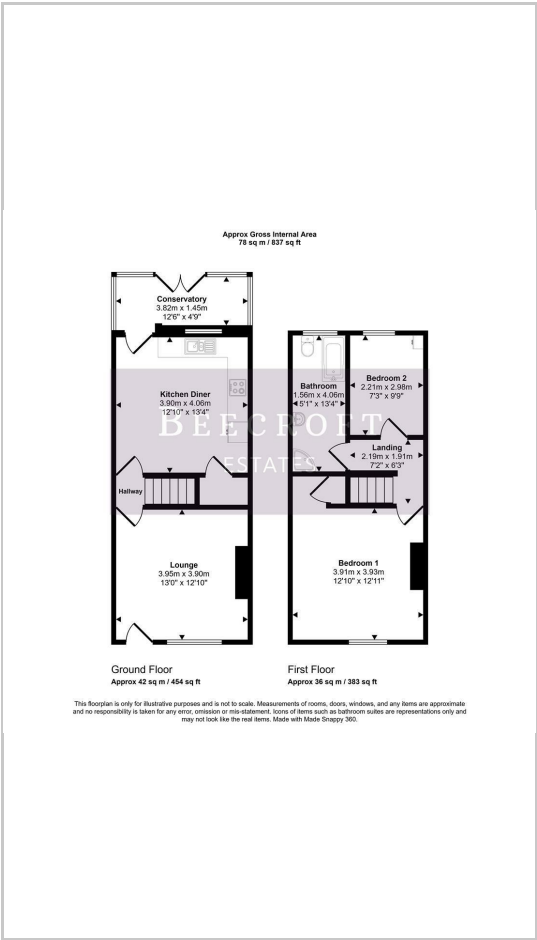 Approx Gross Internal Area
78 sq m / 837 sq ft
Conservatory
3.82m x 1.45m
12'6" x 4'9"
Kitchen Diner
3.90m x 4.06m
12'10" x 13'4"
Hallway
Lounge
3.95m x 3.90m
13'0" x 12'10"
Bathroom
1.56m x 4.06m
5'1" x 13'4"
Bedroom 2
2.21m x 2.98m
7'3" x 9'9"
Landing
2.19m x 1.91m
7'2" x 6'3"
Bedroom 1
3.91m x 3.93m
12'10" x 12'11"
BEECROFT
ESTATES
Ground Floor
Approx 42 sq m / 454 sq ft
First Floor
Approx 36 sq m / 383 sq ft
This floorplan is only for illustrative purposes and is not to scale. Measurements of rooms, doors, windows, and any items are approximate
and no responsibility is taken for any error, omission or mis-statement. Icons of items such as bathroom suites are representations only and
may not look like the real items. Made with Made Snappy 360.